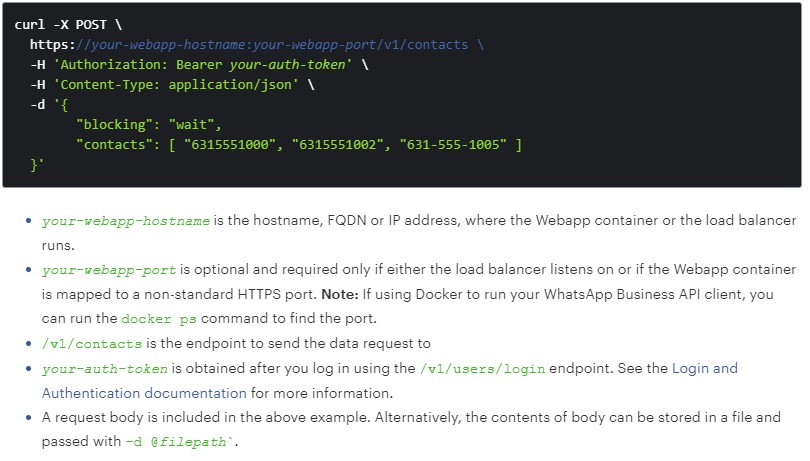 curl -X POST \
  https://your-webapp-hostname:your-webapp-port/v1/contacts \
  -H 'Authorization: Bearer your-auth-token' \
  -H 'Content-Type: application/json' \
  -d '{
        "blocking": "wait",
        "contacts": [ "6315551000", "6315551002", "631-555-1005" ]
  }'
• your-webapp-hostname is the hostname, FQDN or IP address, where the Webapp container or the load balancer
runs.
• your-webapp-port is optional and required only if either the load balancer listens on or if the Webapp container
is mapped to a non-standard HTTPS port. Note: If using Docker to run your WhatsApp Business API client, you
can run the docker ps command to find the port.
• /v1/contacts is the endpoint to send the data request to
• your-auth-token is obtained after you log in using the /v1/users/login endpoint. See the Login and
Authentication documentation for more information.
• A request body is included in the above example. Alternatively, the contents of body can be stored in a file and
passed with -d @filepath`.